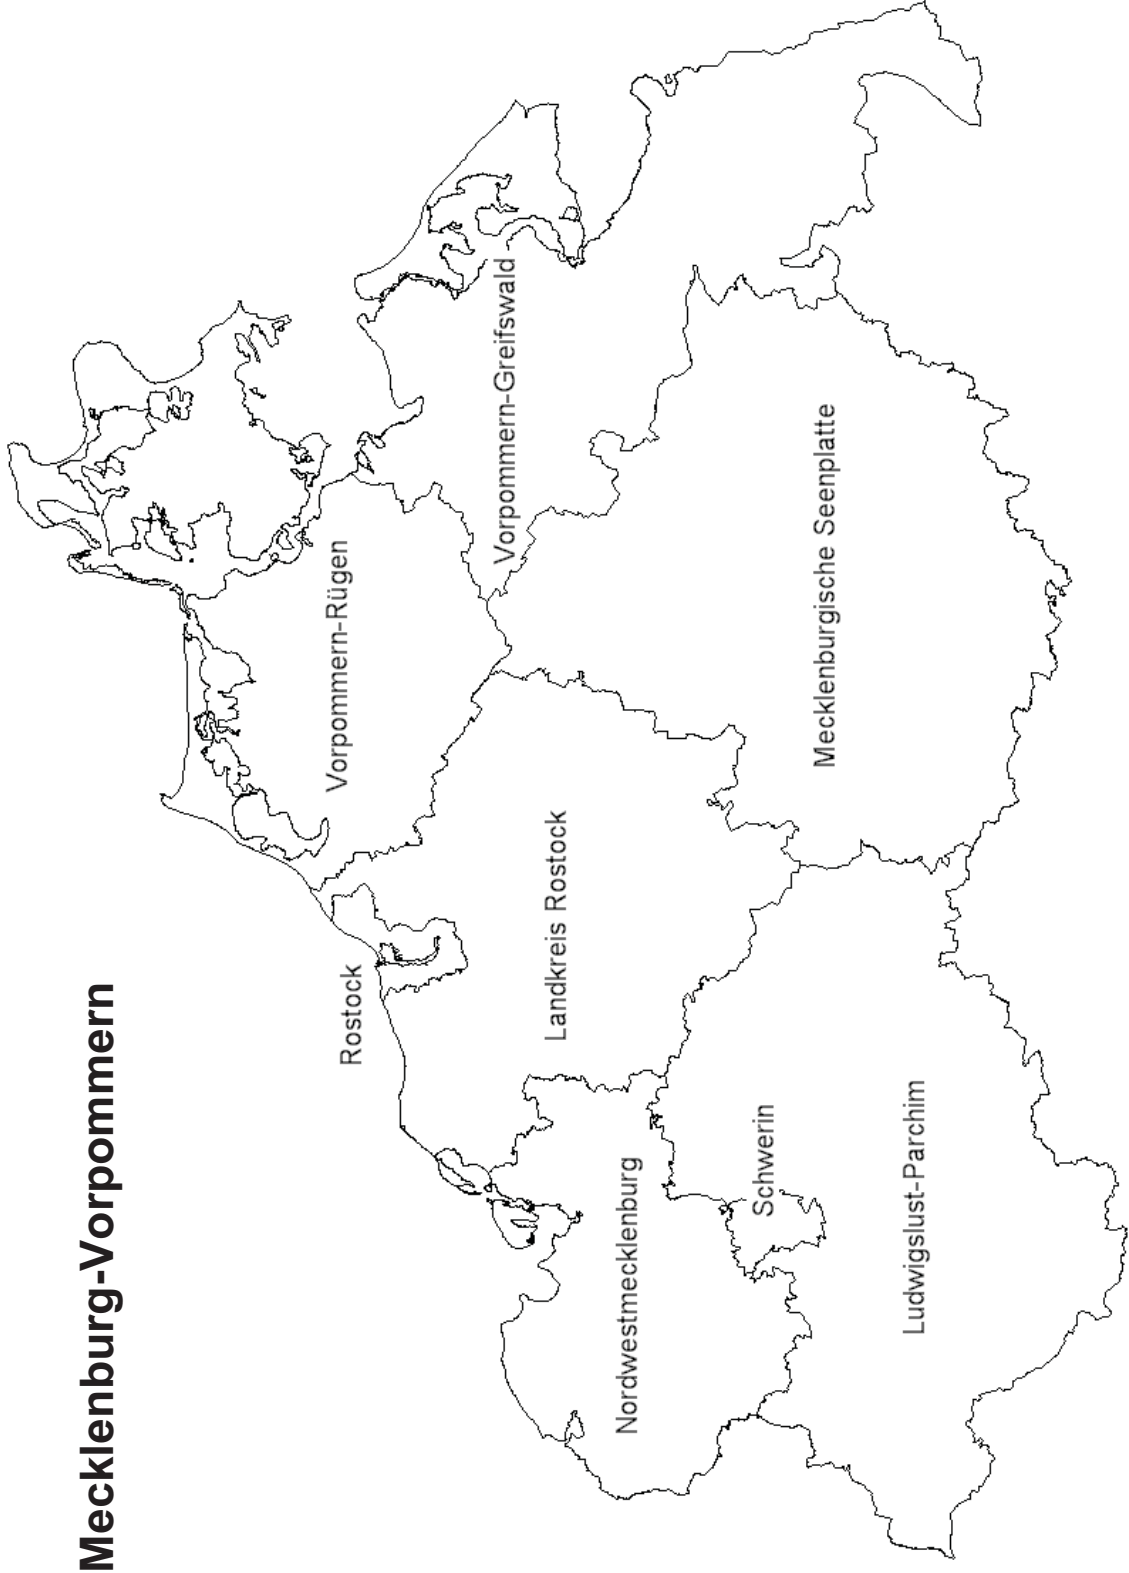 Mecklenburg-Vorpommern
Vorpommern-Rügen
Rostock
Vorpommern-Greifswald
Landkreis Rostock
Nordwestmecklenburg
Schwerin
Mecklenburgische Seenplatte
Ludwigslust-Parchim